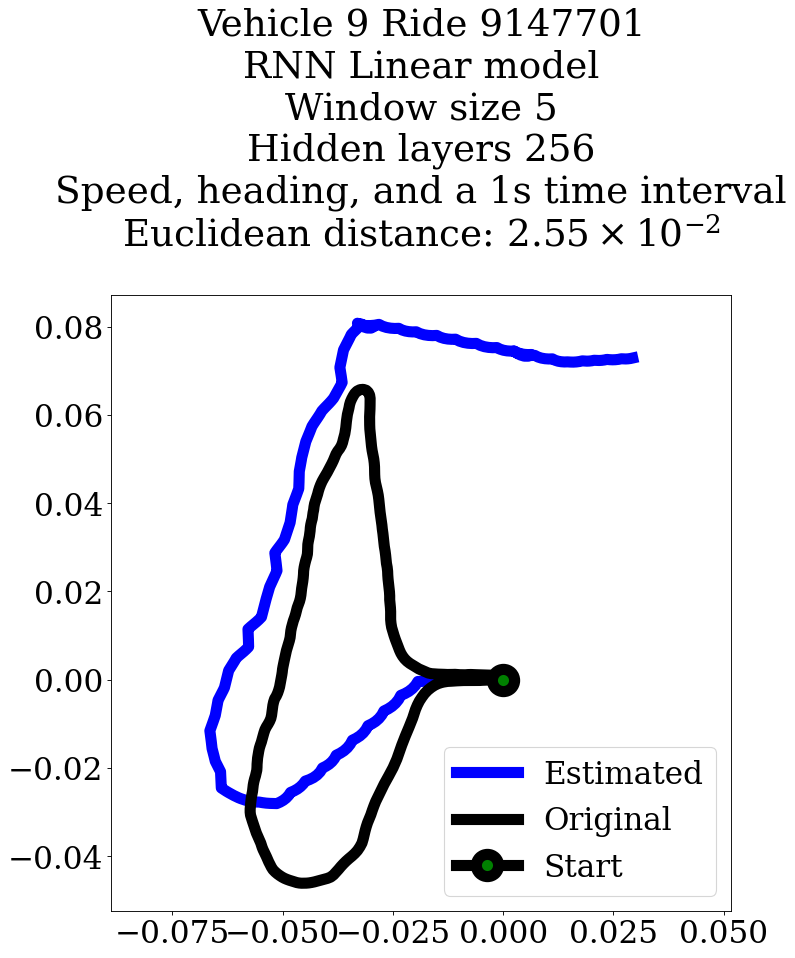 Vehicle 9 Ride 9147701
RNN Linear model
Window size 5
Hidden layers 256
Speed, heading, and a 1s time interval
Euclidean distance: 2.55 × 10⁻²
0.08
0.06
0.04
0.02
0.00
−0.02
−0.04
Estimated
Original
Start
−0.075 −0.050 −0.025 0.000 0.025 0.050